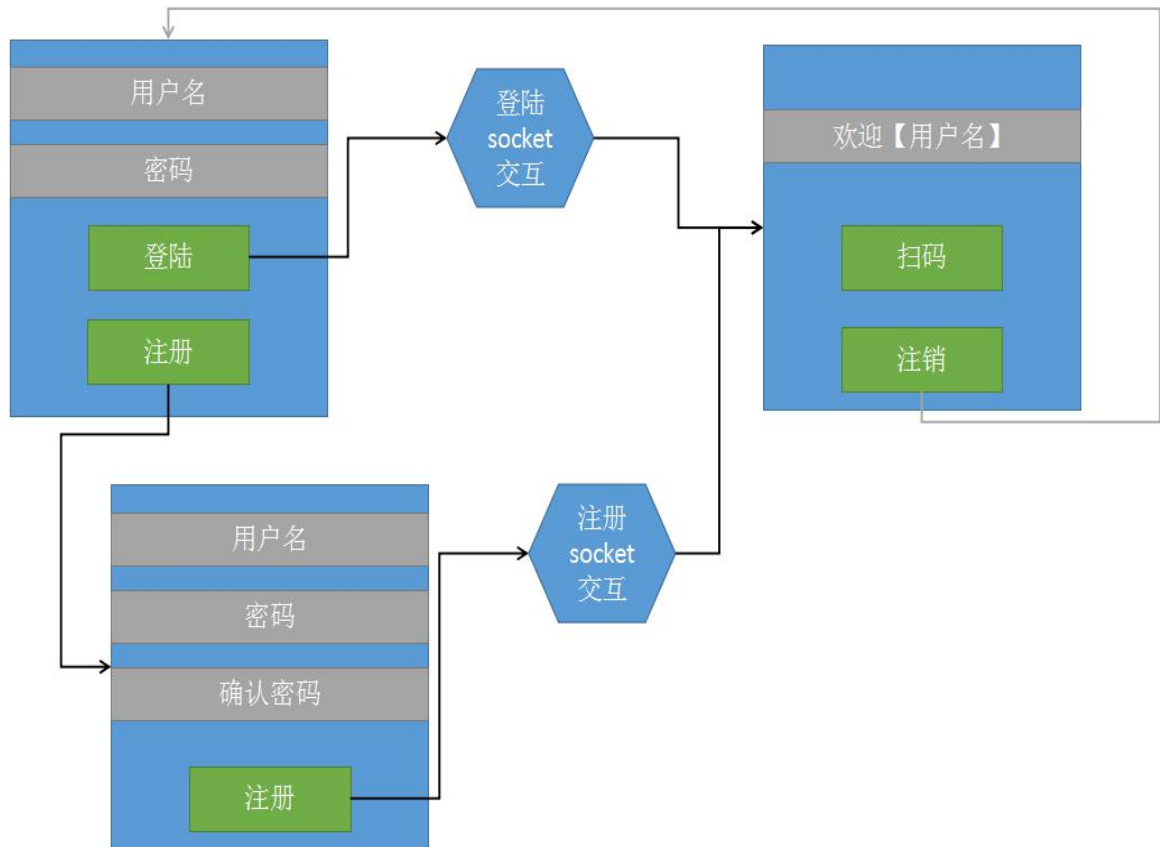 用户名
密码
登陆
注册
登陆
socket
交互
欢迎【用户名】
扫码
注销
用户名
密码
确认密码
注册
注册
socket
交互